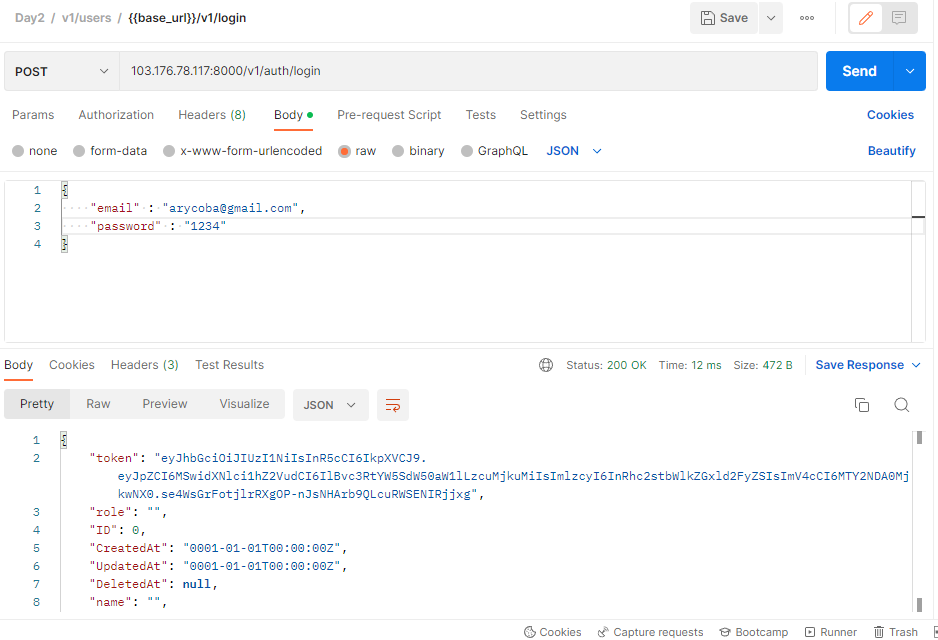 Day2 / v1/users / {{base_url}}/v1/login
Save
POST
103.176.78.117:8000/v1/auth/login
Send
Params Authorization Headers (8) Body Pre-request Script Tests Settings Cookies
none form-data x-www-form-urlencoded raw binary GraphQL JSON Beautify
1 {
2 "email" : "arycoba@gmail.com",
3 "password" : "1234"
4 }
Body Cookies Headers (3) Test Results Status: 200 OK Time: 12 ms Size: 472 B Save Response
Pretty Raw Preview Visualize JSON
1 {
2 "token": "eyJhbGciOiJIUzI1NiIsInR5cCI6IkpXVCJ9.
eyJpZCI6MSwidXNlci1hZ2VudCI6IlBvc3RtYW5SdW50aW1lLzcuMjkuMiIsImlzcyI6InRhc2stbWlkZGxld2FyZSIsImV4cCI6MTY2NDA0Mj
kwNX0.se4WsGrFotjlrRXgOP-nJsNHArb9QLcuRWSENIRjjxg",
3 "role": "",
4 "ID": 0,
5 "CreatedAt": "0001-01-01T00:00:00Z",
6 "UpdatedAt": "0001-01-01T00:00:00Z",
7 "DeletedAt": null,
8 "name": "",
Cookies Capture requests Bootcamp Runner Trash